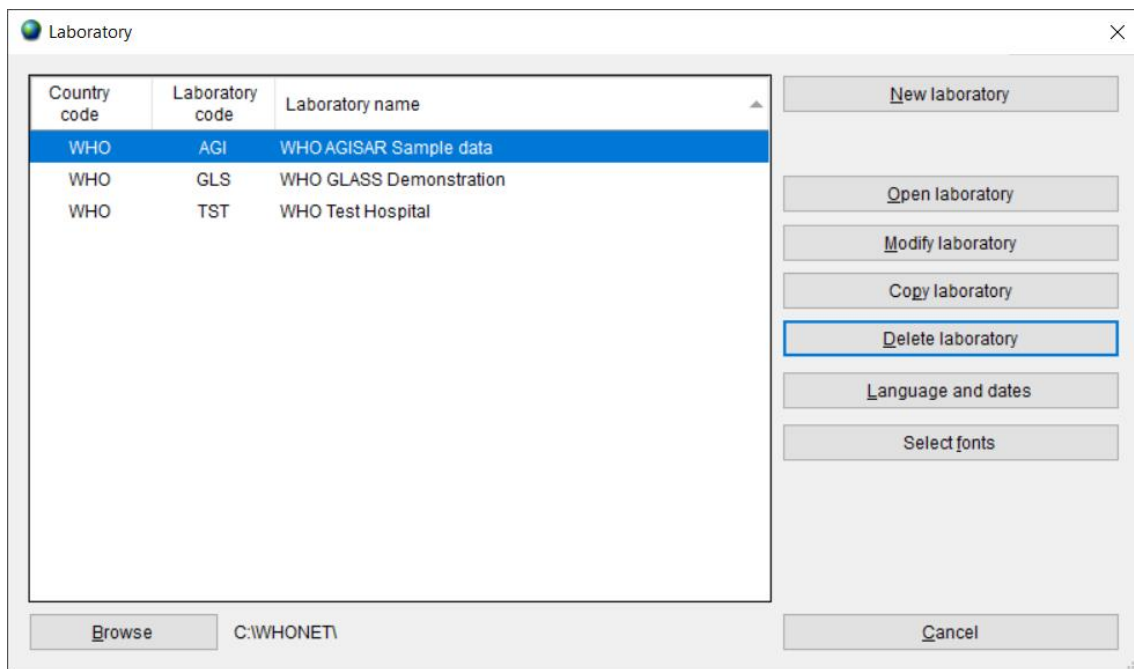 Laboratory
Country code
Laboratory code
Laboratory name
New laboratory
WHO AGI WHO AGISAR Sample data
WHO GLS WHO GLASS Demonstration
WHO TST WHO Test Hospital
Open laboratory
Modify laboratory
Copy laboratory
Delete laboratory
Language and dates
Select fonts
Browse C:\WHONET\
Cancel